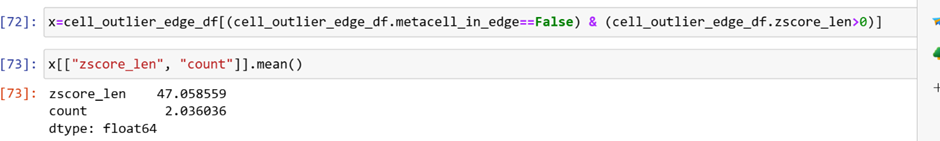 [72]: x=cell_outlier_edge_df[(cell_outlier_edge_df.metacell_in_edge==False) & (cell_outlier_edge_df.zscore_len>0)]
[73]: x[["zscore_len", "count"]].mean()
[73]: zscore_len    47.058559
count          2.036036
dtype: float64